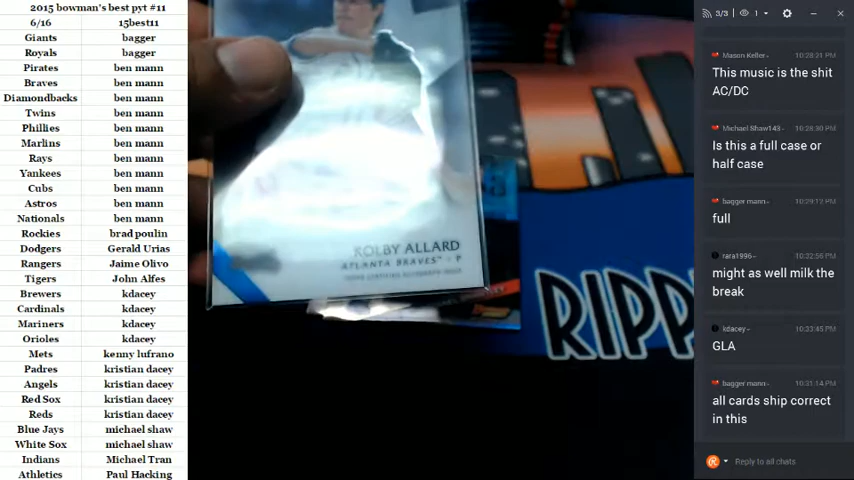 2015 bowman's best pyt #11
6/16 15best11
Giants bagger
Royals bagger
Pirates ben mann
Braves ben mann
Diamondbacks ben mann
Twins ben mann
Phillies ben mann
Marlins ben mann
Rays ben mann
Yankees ben mann
Cubs ben mann
Astros ben mann
Nationals ben mann
Rockies brad poulin
Dodgers Gerald Urias
Rangers Jaime Olivo
Tigers John Alfes
Brewers kdacey
Cardinals kdacey
Mariners kdacey
Orioles kdacey
Mets kenny lufrano
Padres kristian dacey
Angels kristian dacey
Red Sox kristian dacey
Reds kristian dacey
Blue Jays michael shaw
White Sox michael shaw
Indians Michael Tran
Athletics Paul Hacking
KOLBY ALLARD
ATLANTA BRAVES™ P
RIPP
3/3 1
Mason Keller 10:28:21 PM
This music is the shit
AC/DC
Michael Shaw143 10:28:30 PM
Is this a full case or
half case
bagger mann 10:29:12 PM
full
rara1996 10:32:56 PM
might as well milk the
break
kdacey 10:33:45 PM
GLA
bagger mann 10:31:14 PM
all cards ship correct
in this
Reply to all chats